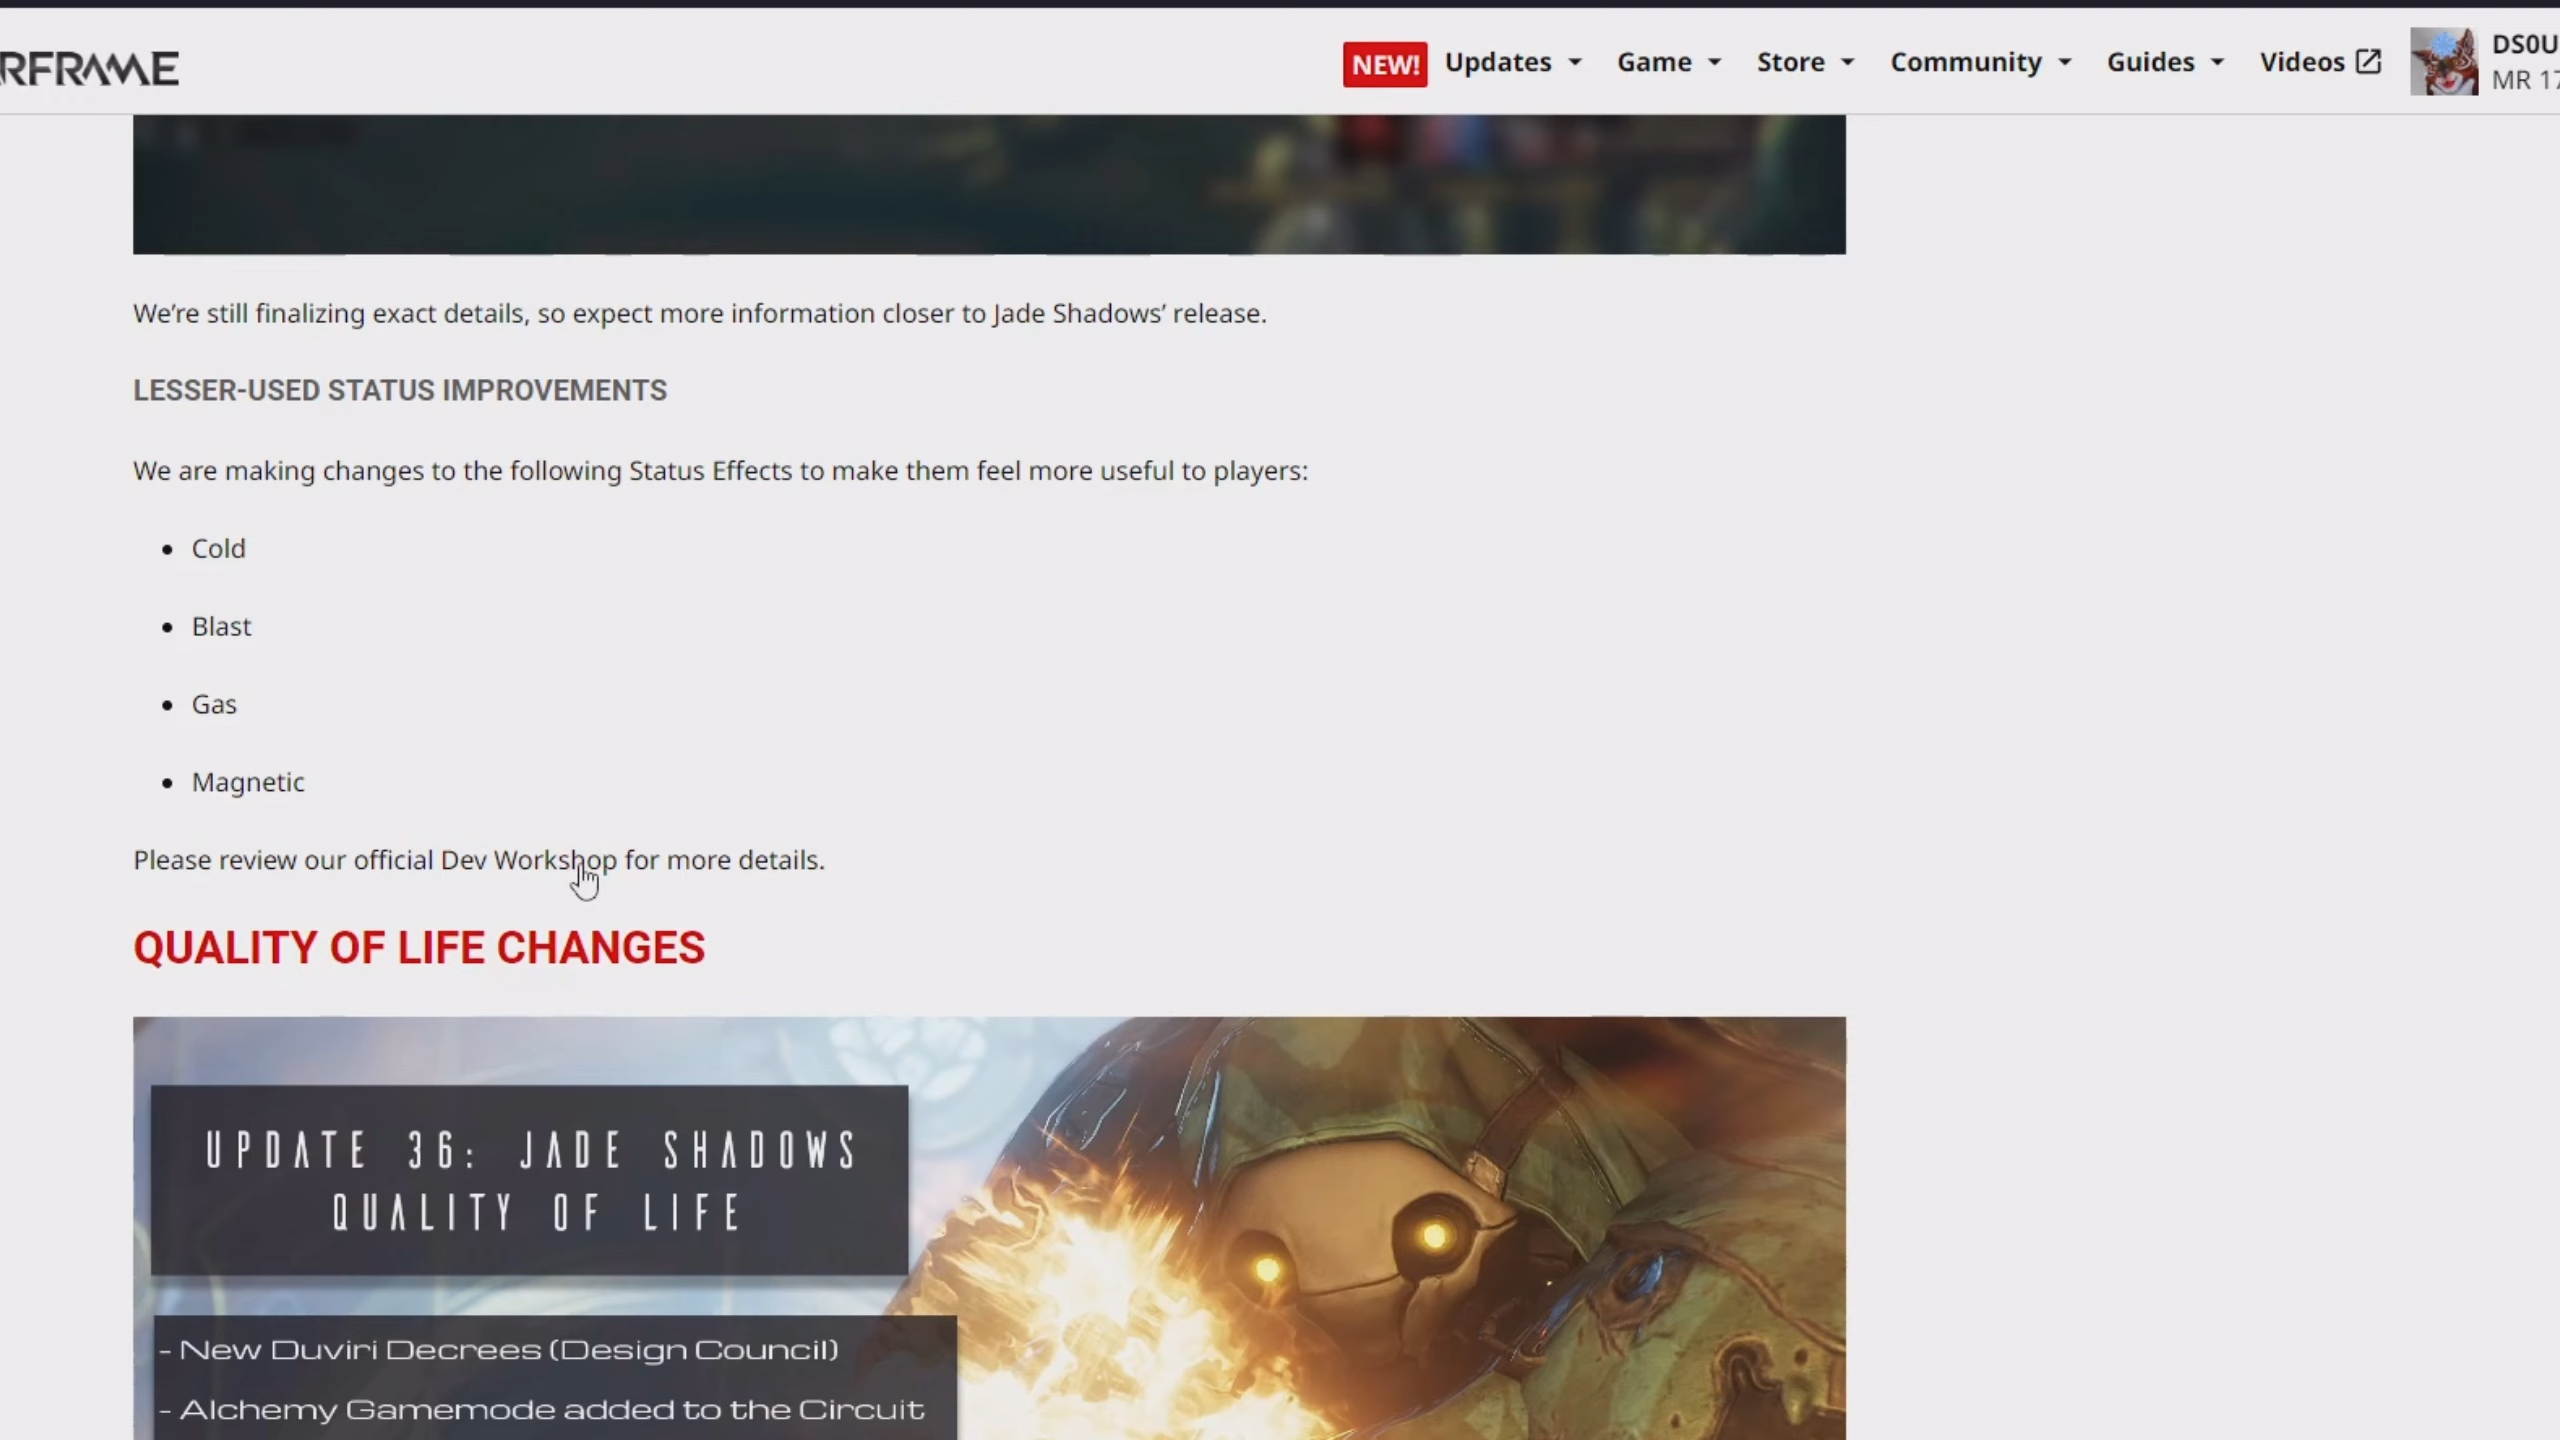 RFRAME
NEW! Updates Game Store Community Guides Videos
DS0U
MR 17
We’re still finalizing exact details, so expect more information closer to Jade Shadows’ release.
LESSER-USED STATUS IMPROVEMENTS
We are making changes to the following Status Effects to make them feel more useful to players:
• Cold
• Blast
• Gas
• Magnetic
Please review our official Dev Workshop for more details.
QUALITY OF LIFE CHANGES
UPDATE 36: JADE SHADOWS
QUALITY OF LIFE
- New Duviri Decrees (Design Council)
- Alchemy Gamemode added to the Circuit